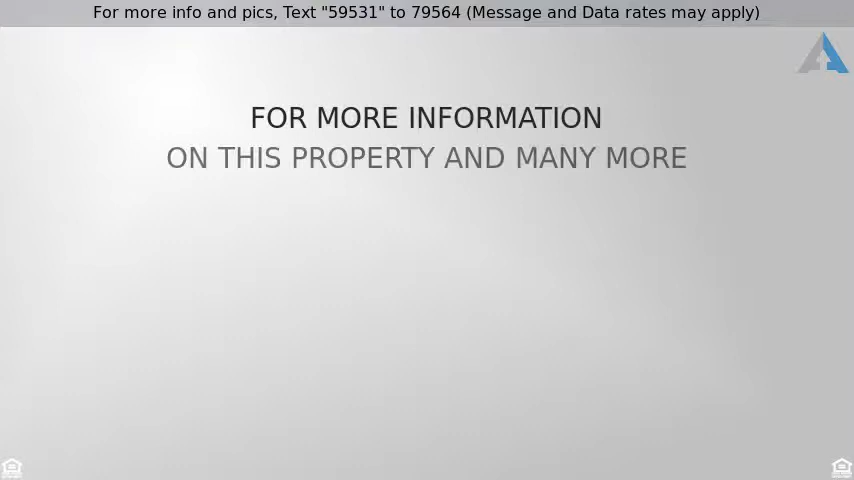 For more info and pics, Text "59531" to 79564 (Message and Data rates may apply)
FOR MORE INFORMATION
ON THIS PROPERTY AND MANY MORE